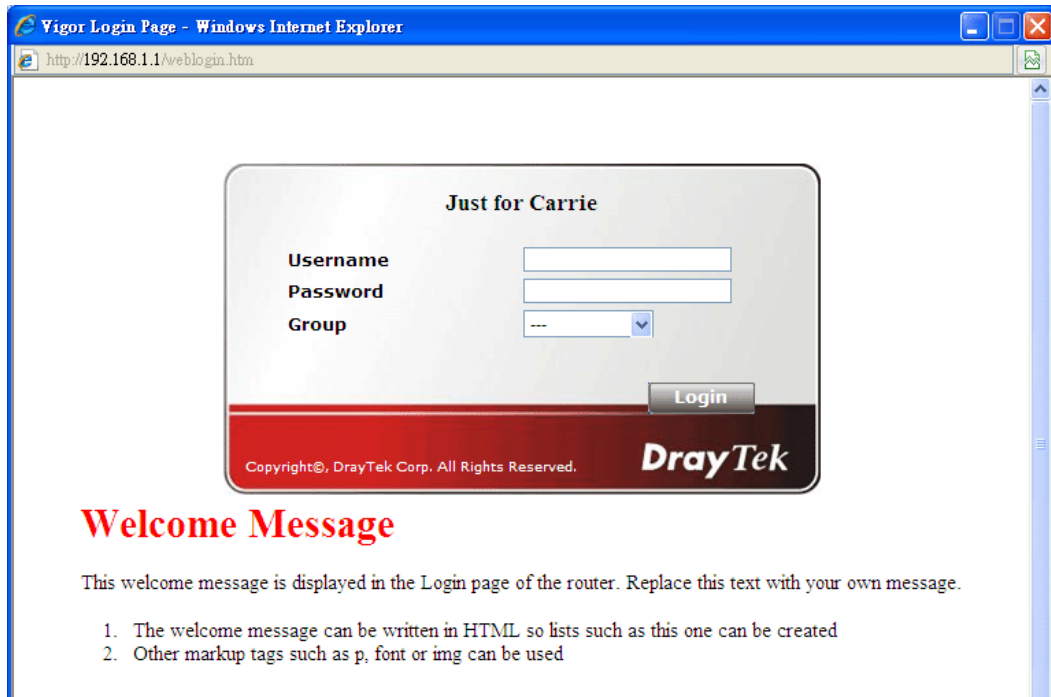 Vigor Login Page - Windows Internet Explorer
http://192.168.1.1/weblogin.htm
Just for Carrie
Username
Password
Group ---
Login
Copyright©, DrayTek Corp. All Rights Reserved.
DrayTek
Welcome Message
This welcome message is displayed in the Login page of the router. Replace this text with your own message.
1. The welcome message can be written in HTML so lists such as this one can be created
2. Other markup tags such as p, font or img can be used